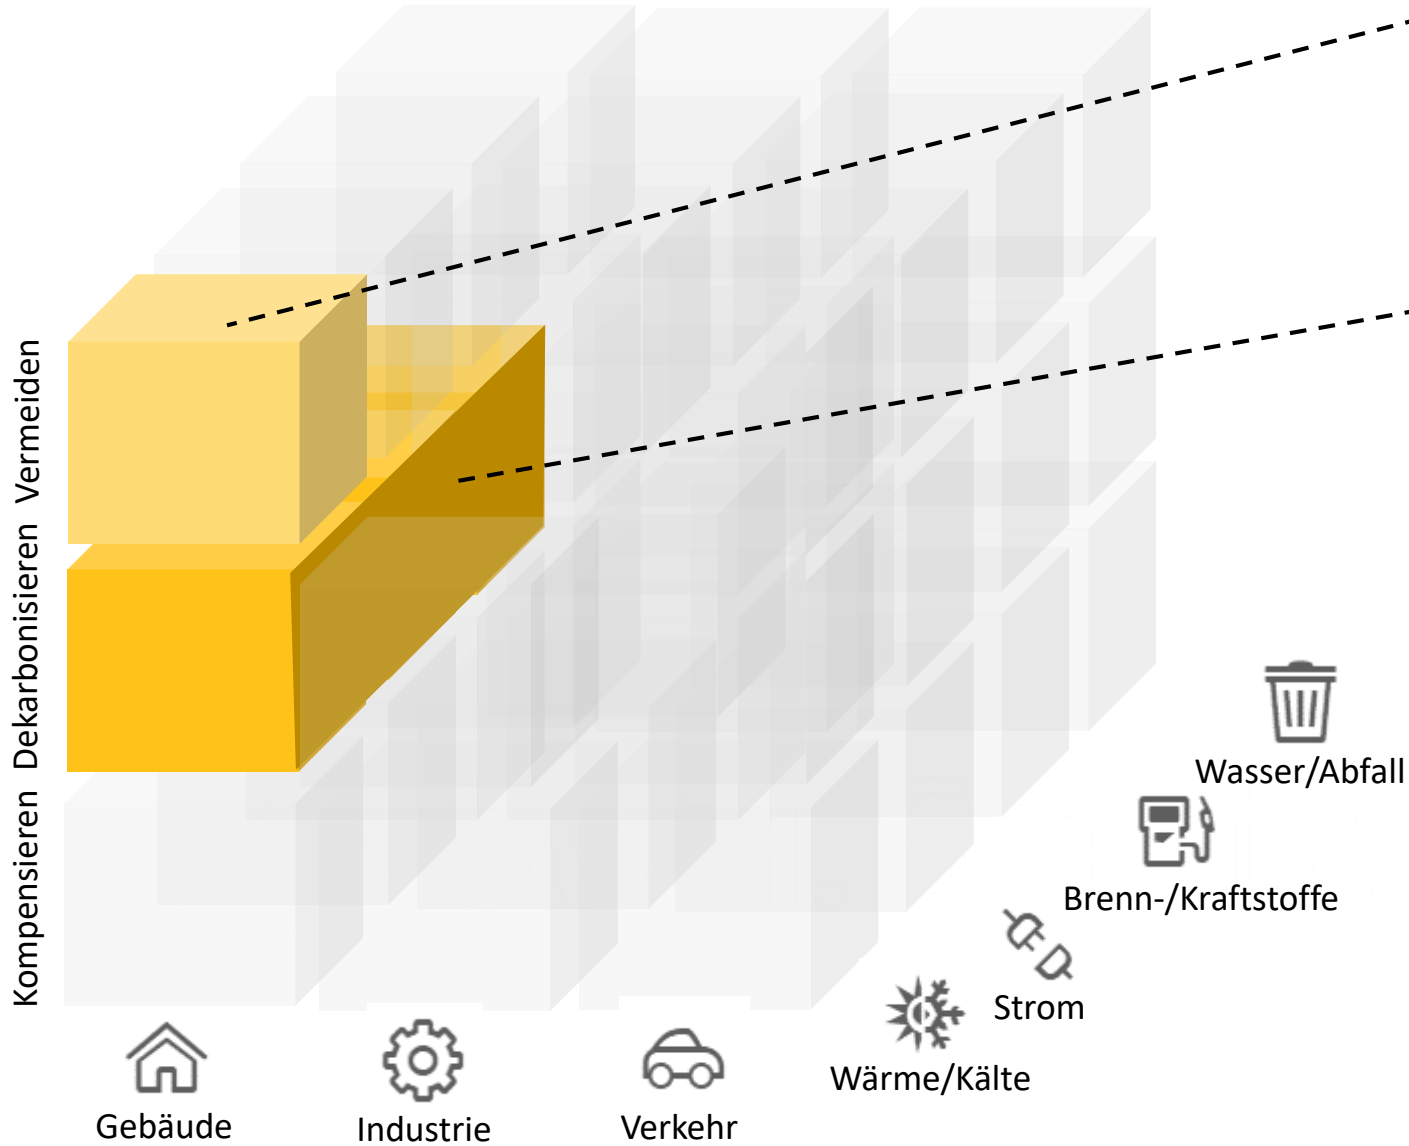 Vermeiden
Dekarbonisieren
Kompensieren
Gebäude
Industrie
Verkehr
Wärme/Kälte
Strom
Brenn-/Kraftstoffe
Wasser/Abfall